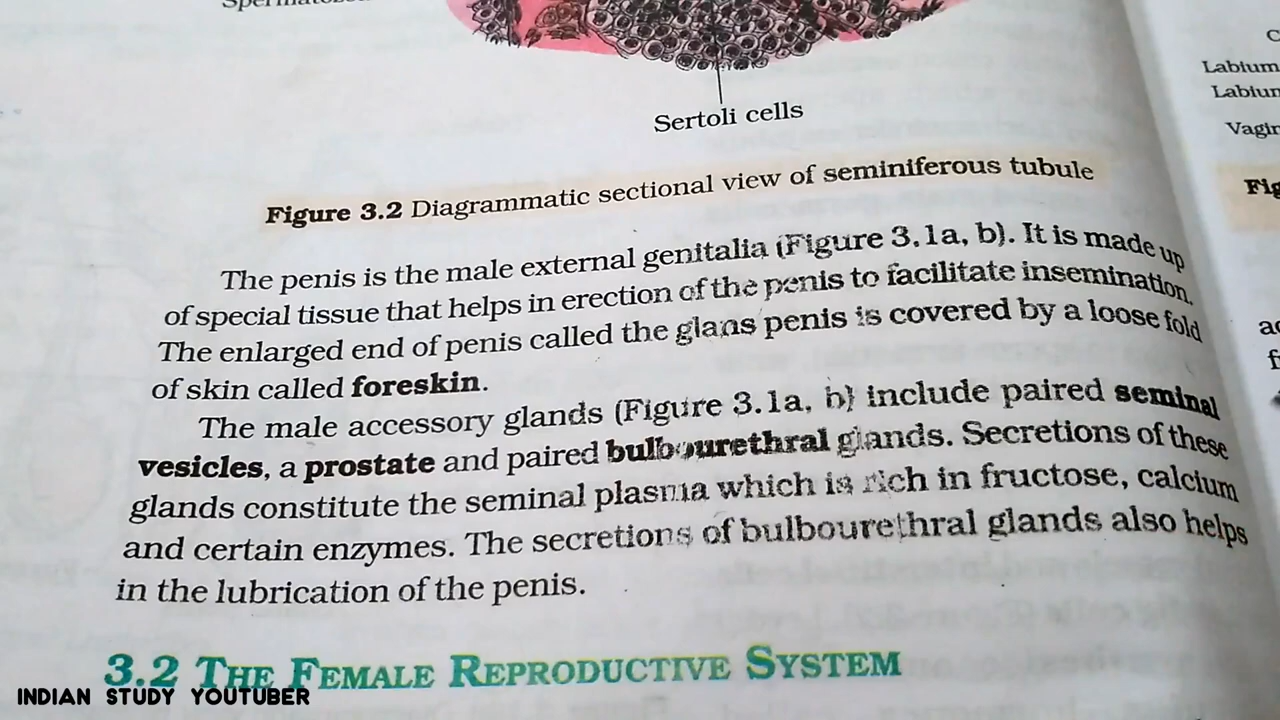 Sertoli cells
Figure 3.2 Diagrammatic sectional view of seminiferous tubule
The penis is the male external genitalia (Figure 3.1a, b). It is made up
of special tissue that helps in erection of the penis to facilitate insemination.
The enlarged end of penis called the glans penis is covered by a loose fold
of skin called foreskin.
The male accessory glands (Figure 3.1a, b) include paired seminal
vesicles, a prostate and paired bulbourethral glands. Secretions of these
glands constitute the seminal plasma which is rich in fructose, calcium
and certain enzymes. The secretions of bulbourethral glands also helps
in the lubrication of the penis.
3.2 THE FEMALE REPRODUCTIVE SYSTEM
INDIAN STUDY YOUTUBER
Labium